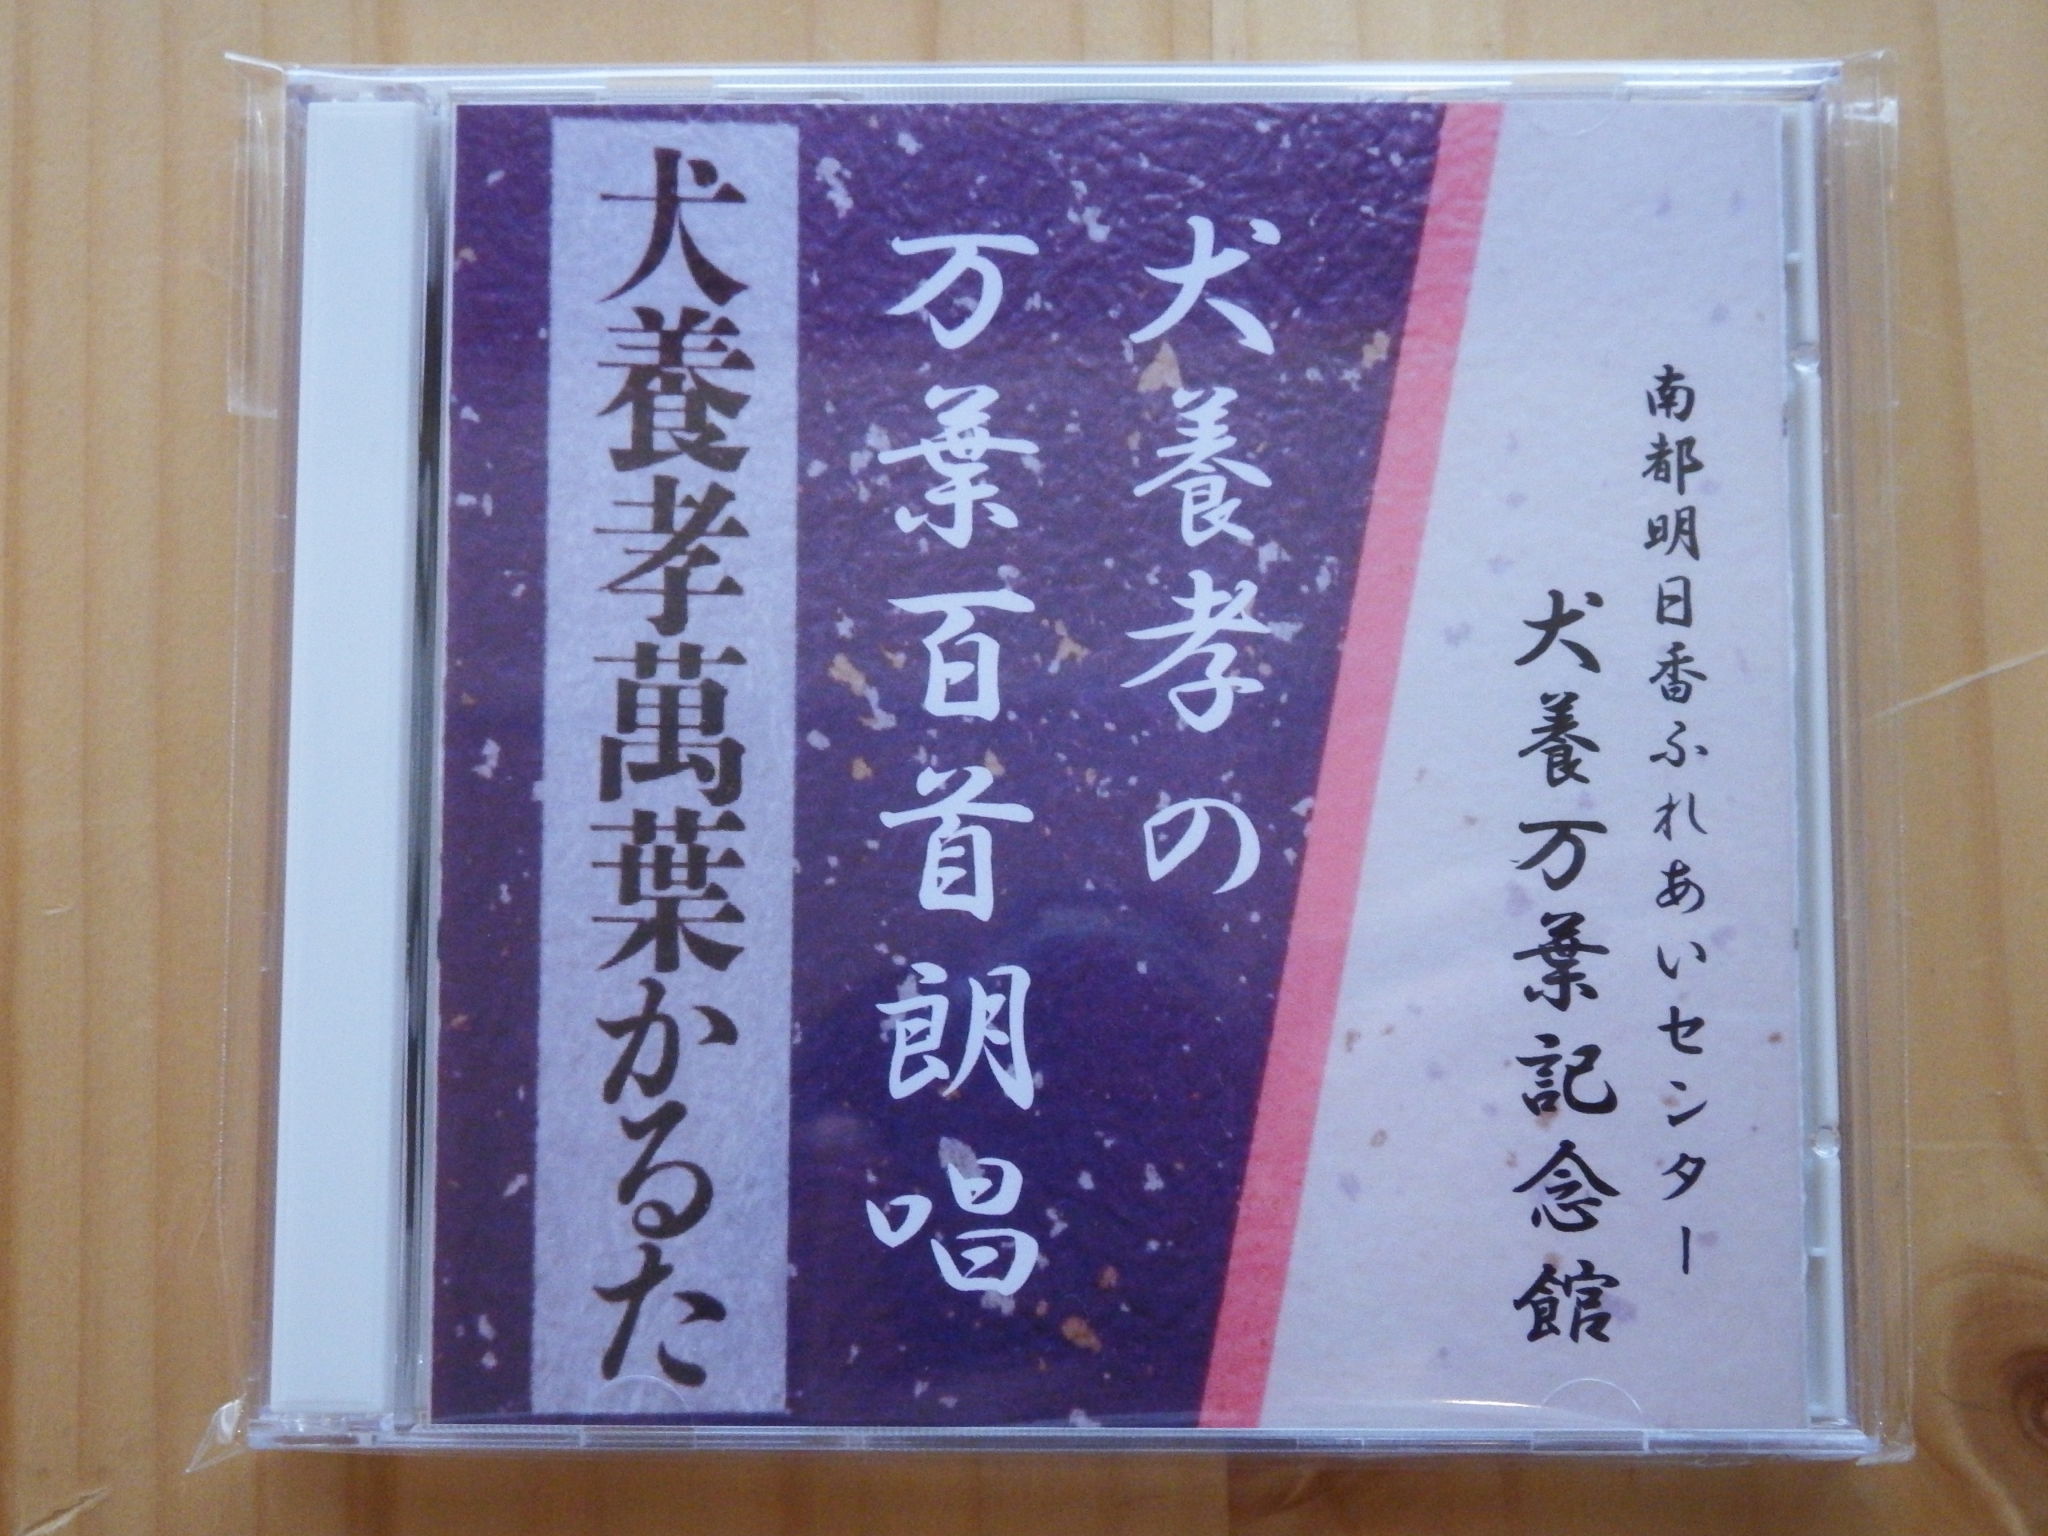 南都明日香ふれあいセンター
犬養万葉記念館
犬養孝の
万葉百首朗唱
犬養孝萬葉かるた